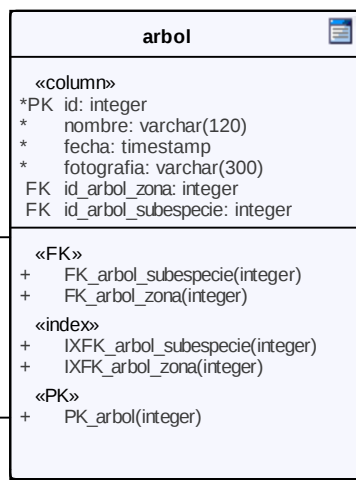 arbol
«column»
*PK id: integer
* nombre: varchar(120)
* fecha: timestamp
* fotografia: varchar(300)
FK id_arbol_zona: integer
FK id_arbol_subespecie: integer
«FK»
+ FK_arbol_subespecie(integer)
+ FK_arbol_zona(integer)
«index»
+ IXFK_arbol_subespecie(integer)
+ IXFK_arbol_zona(integer)
«PK»
+ PK_arbol(integer)